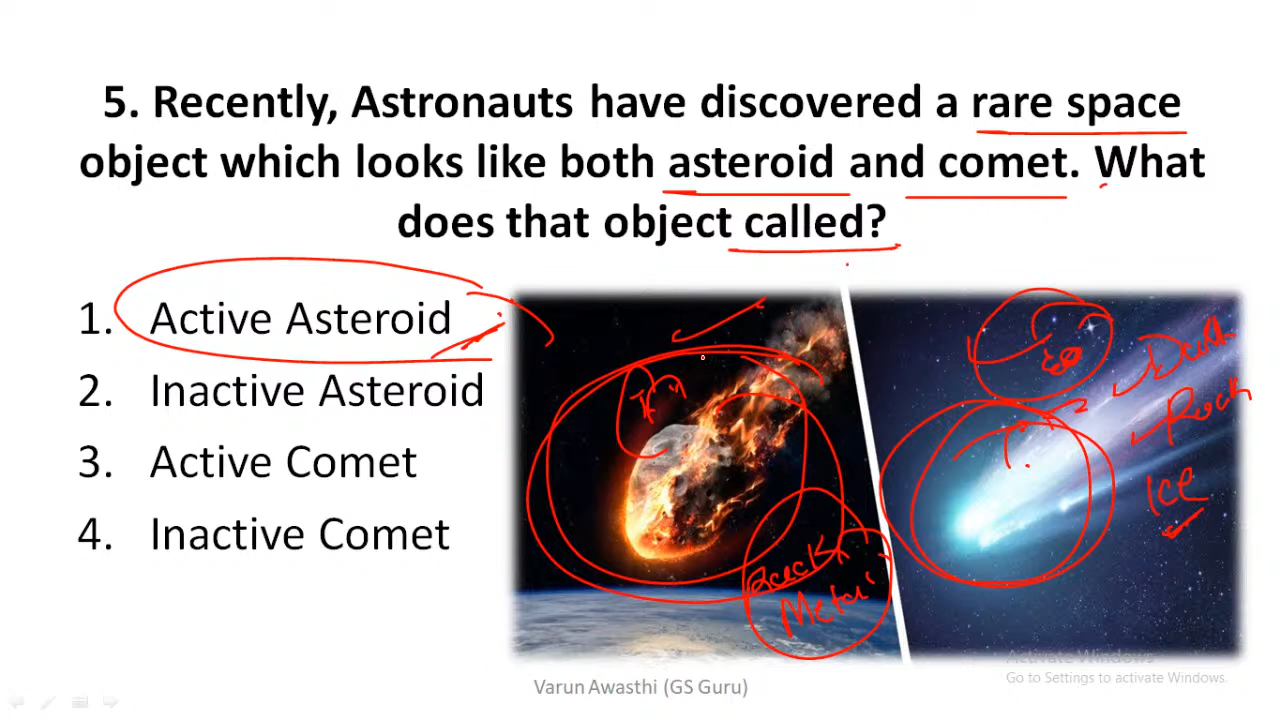 5. Recently, Astronauts have discovered a rare space
object which looks like both asteroid and comet. What
does that object called?
1. Active Asteroid
2. Inactive Asteroid
3. Active Comet
4. Inactive Comet
Rock
Ice
Metal
Activate Windows
Go to Settings to activate Windows.
Varun Awasthi (GS Guru)